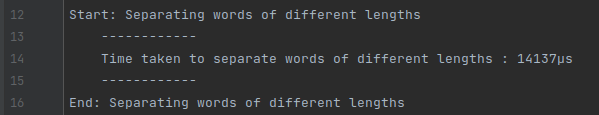 12 Start: Separating words of different lengths
13 ------------
14 Time taken to separate words of different lengths : 14137µs
15 ------------
16 End: Separating words of different lengths